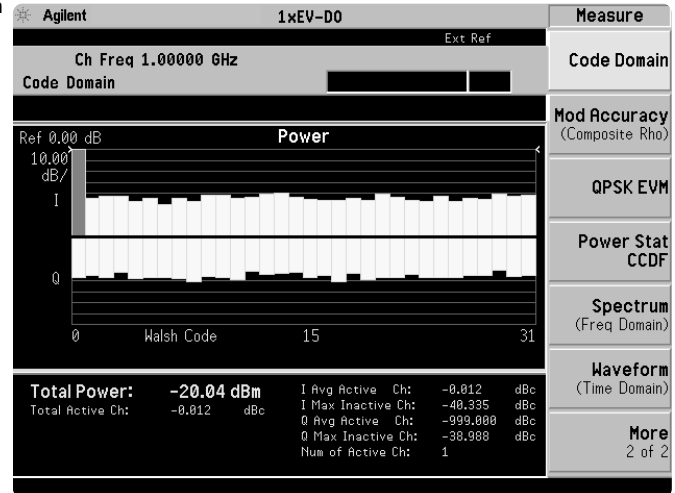 Agilent 1xEV-DO Measure
Ext Ref
Ch Freq 1.00000 GHz
Code Domain
Code Domain
Mod Accuracy
(Composite Rho)
QPSK EVM
Power Stat
CCDF
Spectrum
(Freq Domain)
Waveform
(Time Domain)
More
2 of 2
Ref 0.00 dB Power
10.00
dB/
I
Q
0 Walsh Code 15 31
Total Power: -20.04 dBm
Total Active Ch: -0.012 dBc
I Avg Active Ch: -0.012 dBc
I Max Inactive Ch: -40.335 dBc
Q Avg Active Ch: -999.000 dBc
Q Max Inactive Ch: -38.988 dBc
Num of Active Ch: 1